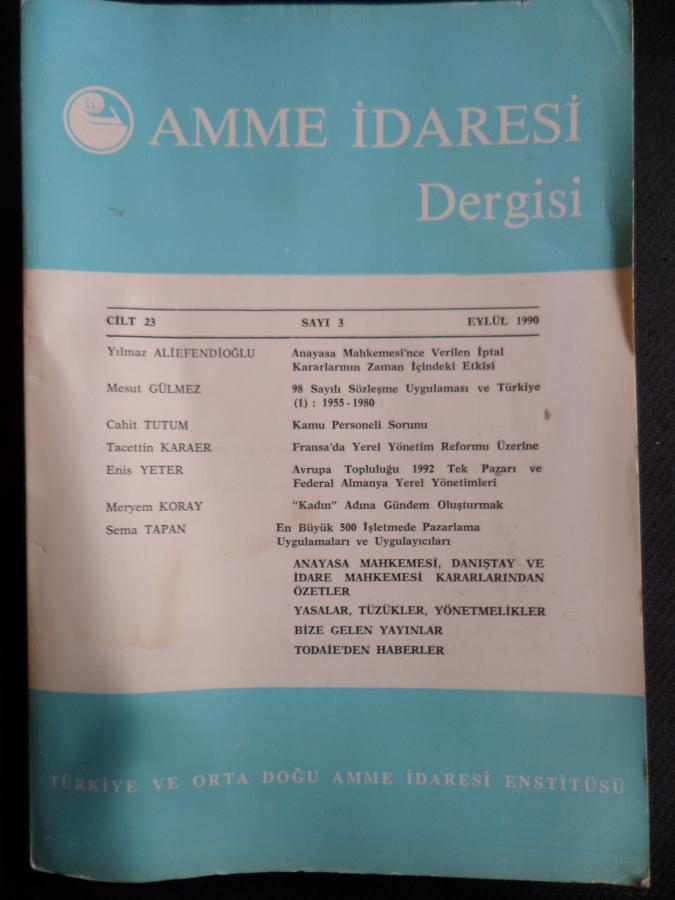 AMME İDARESİ
Dergisi
CİLT 23 SAYI 3 EYLÜL 1990
Yılmaz ALİEFENDİOĞLU Anayasa Mahkemesi'nce Verilen İptal
Kararlarının Zaman İçindeki Etkisi
Mesut GÜLMEZ 98 Sayılı Sözleşme Uygulaması ve Türkiye
(1) : 1955-1980
Cahit TUTUM Kamu Personeli Sorunu
Tacettin KARAER Fransa'da Yerel Yönetim Reformu Üzerine
Enis YETER Avrupa Topluluğu 1992 Tek Pazarı ve
Federal Almanya Yerel Yönetimleri
Meryem KORAY "Kadın" Adına Gündem Oluşturmak
Sema TAPAN En Büyük 500 İşletmede Pazarlama
Uygulamaları ve Uygulayıcıları
ANAYASA MAHKEMESİ, DANIŞTAY VE
İDARE MAHKEMESİ KARARLARINDAN
ÖZETLER
YASALAR, TÜZÜKLER, YÖNETMELİKLER
BİZE GELEN YAYINLAR
TODAİE'DEN HABERLER
TÜRKİYE VE ORTA DOĞU AMME İDARESİ ENSTİTÜSÜ